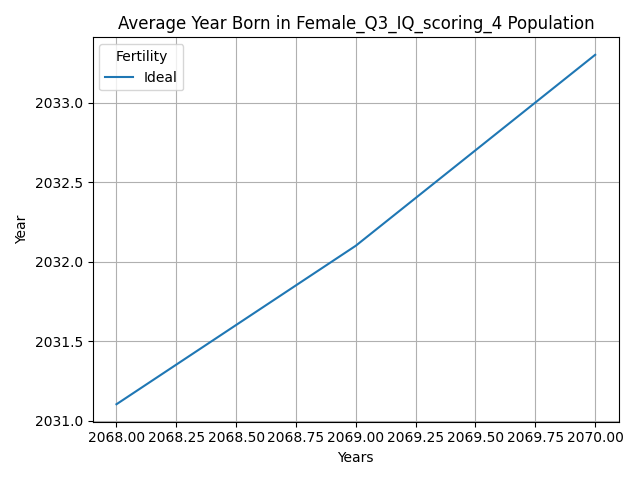 Average Year Born in Female_Q3_IQ_scoring_4 Population
Fertility
Ideal
Year
2033.0
2032.5
2032.0
2031.5
2031.0
2068.00 2068.25 2068.50 2068.75 2069.00 2069.25 2069.50 2069.75 2070.00
Years